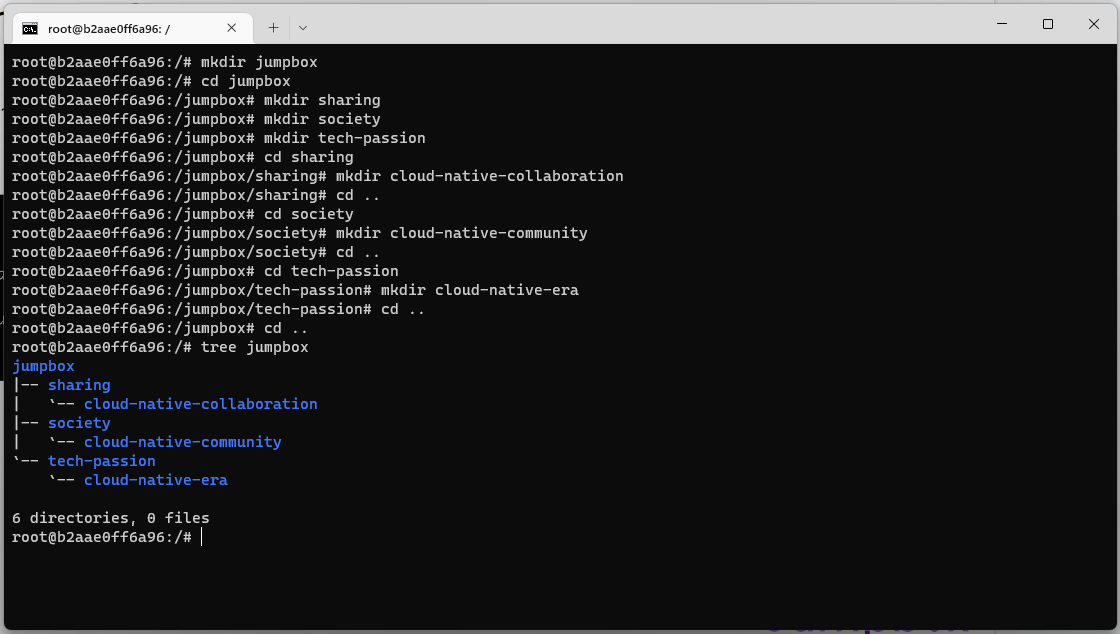 root@b2aae0ff6a96: /
root@b2aae0ff6a96:/# mkdir jumpbox
root@b2aae0ff6a96:/# cd jumpbox
root@b2aae0ff6a96:/jumpbox# mkdir sharing
root@b2aae0ff6a96:/jumpbox# mkdir society
root@b2aae0ff6a96:/jumpbox# mkdir tech-passion
root@b2aae0ff6a96:/jumpbox# cd sharing
root@b2aae0ff6a96:/jumpbox/sharing# mkdir cloud-native-collaboration
root@b2aae0ff6a96:/jumpbox/sharing# cd ..
root@b2aae0ff6a96:/jumpbox# cd society
root@b2aae0ff6a96:/jumpbox/society# mkdir cloud-native-community
root@b2aae0ff6a96:/jumpbox/society# cd ..
root@b2aae0ff6a96:/jumpbox# cd tech-passion
root@b2aae0ff6a96:/jumpbox/tech-passion# mkdir cloud-native-era
root@b2aae0ff6a96:/jumpbox/tech-passion# cd ..
root@b2aae0ff6a96:/jumpbox# cd ..
root@b2aae0ff6a96:/# tree jumpbox
jumpbox
|-- sharing
|   `-- cloud-native-collaboration
|-- society
|   `-- cloud-native-community
`-- tech-passion
    `-- cloud-native-era

6 directories, 0 files
root@b2aae0ff6a96:/#